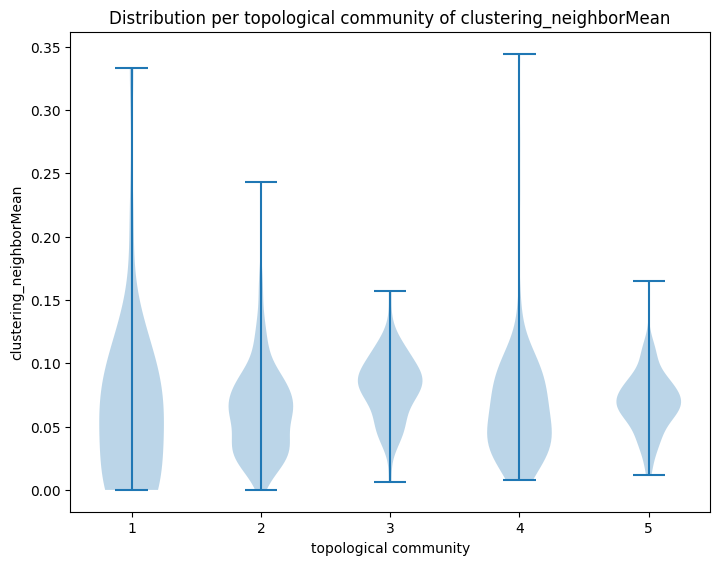 Distribution per topological community of clustering_neighborMean
clustering_neighborMean
0.35
0.30
0.25
0.20
0.15
0.10
0.05
0.00
1 2 3 4 5
topological community